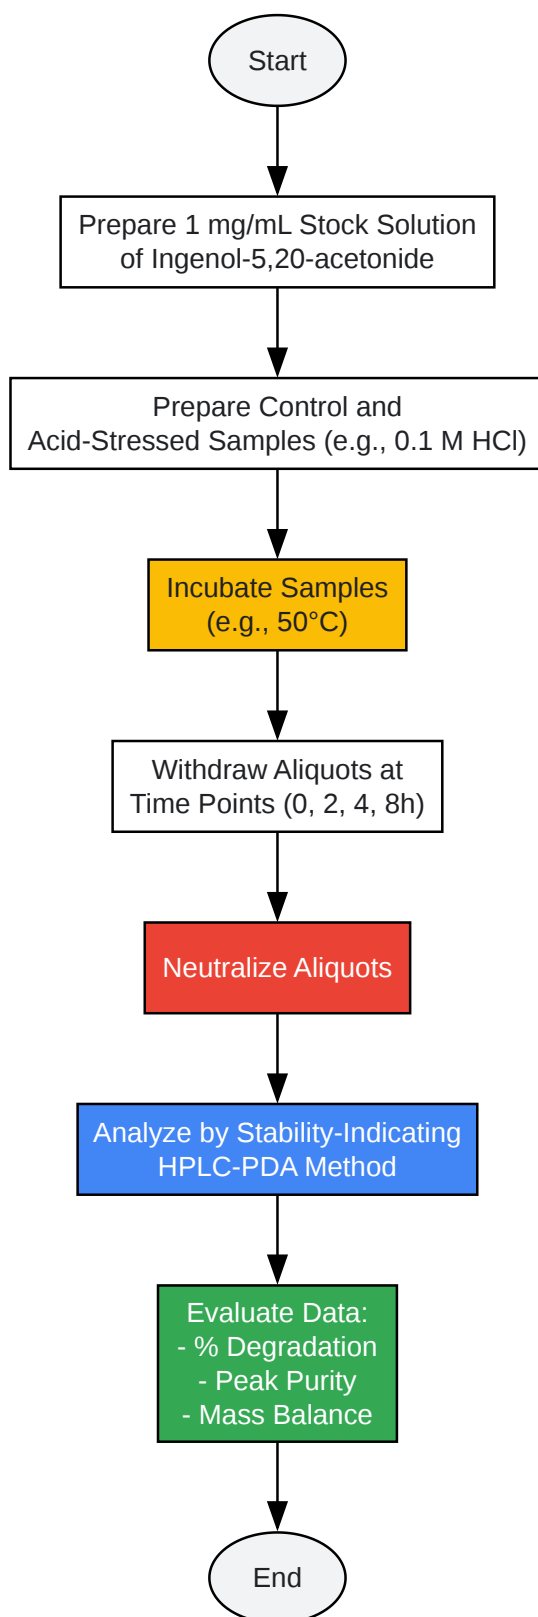 Start
Prepare 1 mg/mL Stock Solution
of Ingenol-5,20-acetonide
Prepare Control and
Acid-Stressed Samples (e.g., 0.1 M HCl)
Incubate Samples
(e.g., 50°C)
Withdraw Aliquots at
Time Points (0, 2, 4, 8h)
Neutralize Aliquots
Analyze by Stability-Indicating
HPLC-PDA Method
Evaluate Data:
- % Degradation
- Peak Purity
- Mass Balance
End